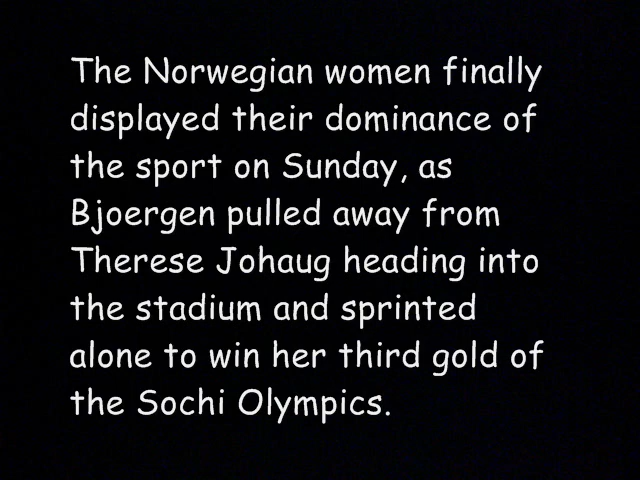 The Norwegian women finally
displayed their dominance of
the sport on Sunday, as
Bjoergen pulled away from
Therese Johaug heading into
the stadium and sprinted
alone to win her third gold of
the Sochi Olympics.